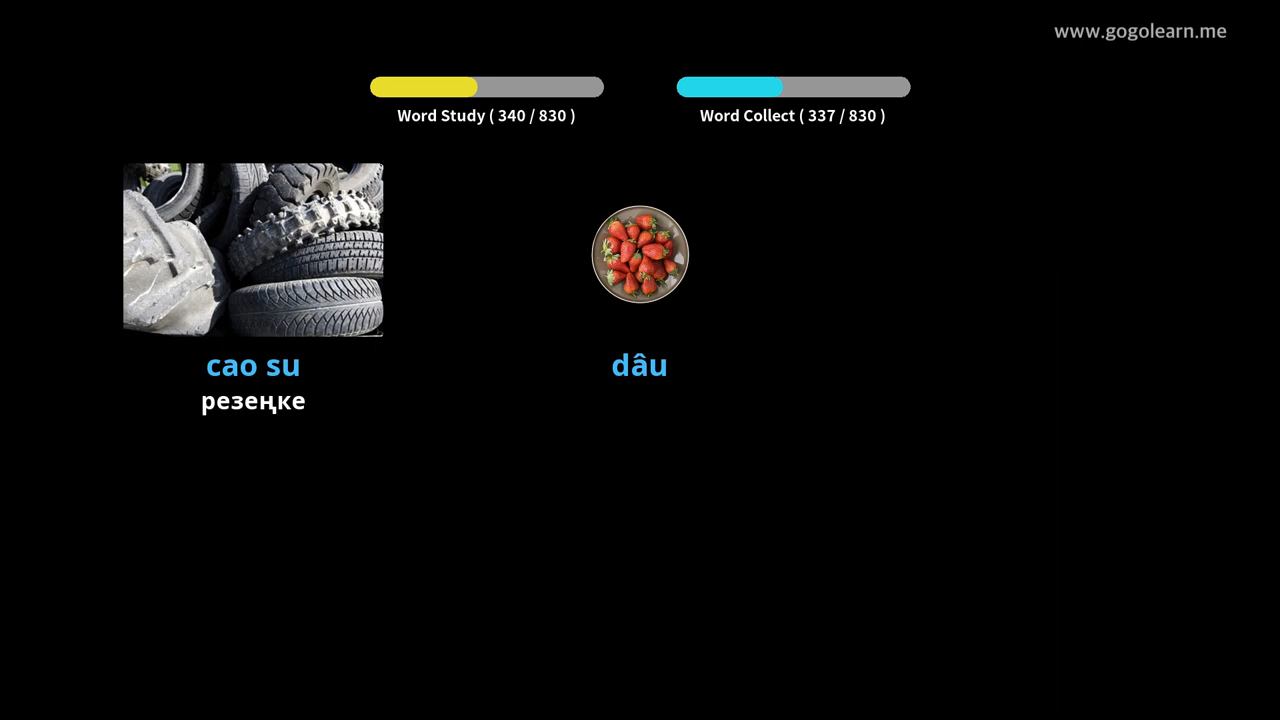 www.gogolearn.me
Word Study ( 340 / 830 )
Word Collect ( 337 / 830 )
cao su
резеңке
dâu